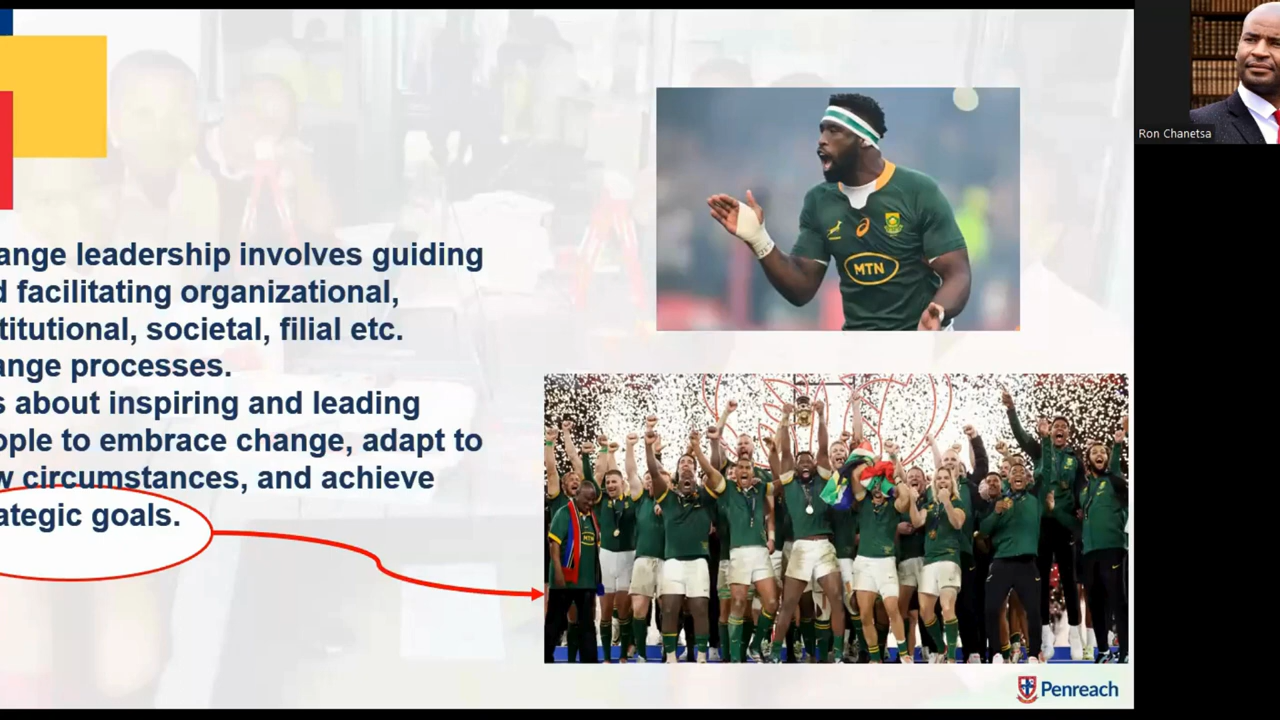 ange leadership involves guiding
d facilitating organizational,
titutional, societal, filial etc.
ange processes.
s about inspiring and leading
ople to embrace change, adapt to
w circumstances, and achieve
ategic goals.
MTN
MTN
Penreach
Ron Chanetsa